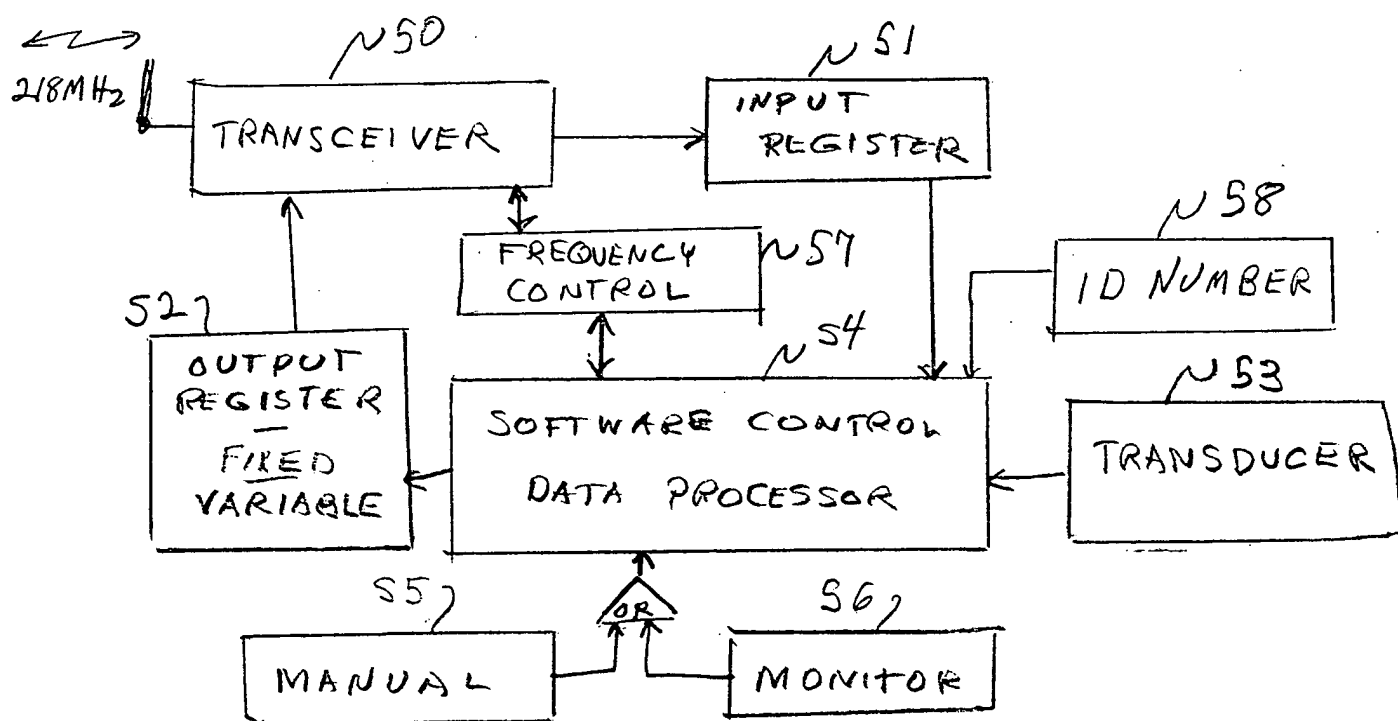 50
51
218MHz
TRANSCEIVER
INPUT
REGISTER
58
FREQUENCY
CONTROL
57
ID NUMBER
52
54
OUTPUT
REGISTER
—
FIXED
VARIABLE
SOFTWARE CONTROL
DATA PROCESSOR
53
TRANSDUCER
55
OR
56
MANUAL
MONITOR